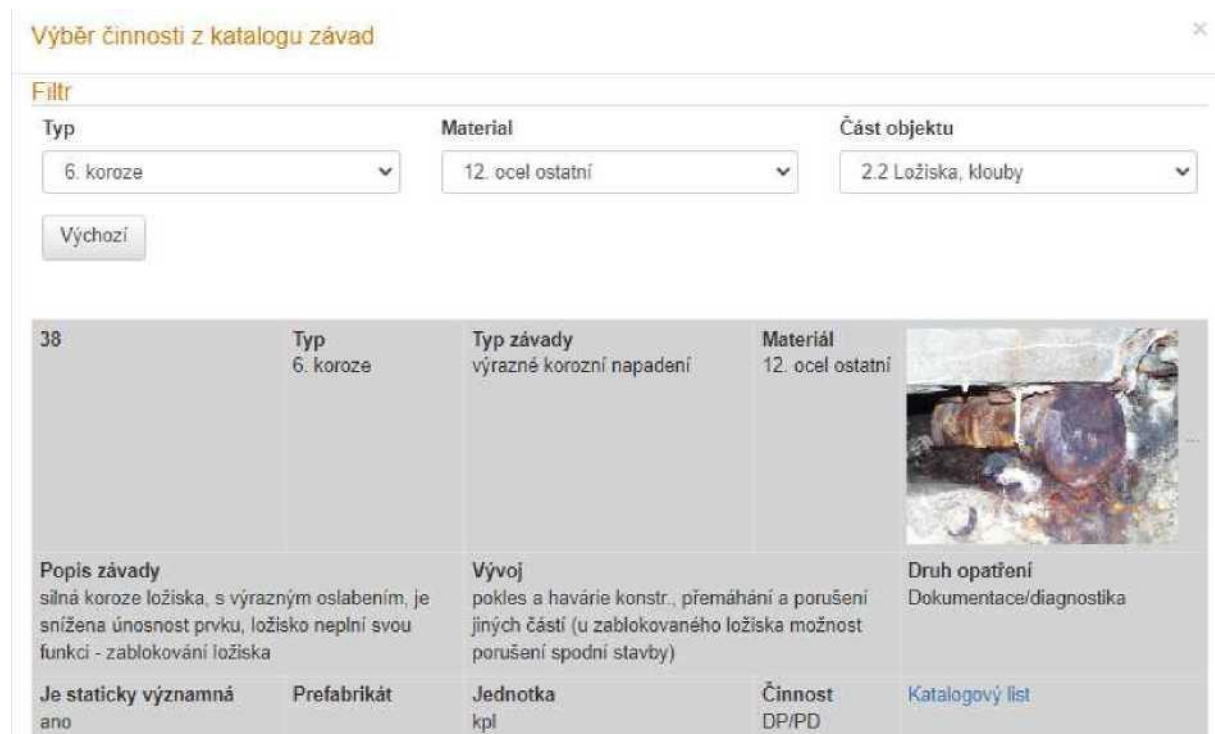 Výběr činnosti z katalogu závad
×
Filtr
Typ
Material
Část objektu
6. koroze
12. ocel ostatní
2.2 Ložiska, klouby
Výchozí
38
Typ
Typ závady
Materiál
6. koroze
výrazné korozní napadení
12. ocel ostatní
...
Popis závady
Vývoj
Druh opatření
silná koroze ložiska, s výrazným oslabením, je
pokles a havárie konstr., přemáhání a porušení
Dokumentace/diagnostika
snížena únosnost prvku, ložisko neplní svou
jiných částí (u zablokovaného ložiska možnost
funkci - zablokování ložiska
porušení spodní stavby)
Je staticky významná
Prefabrikát
Jednotka
Činnost
Katalogový list
ano
kpl
DP/PD